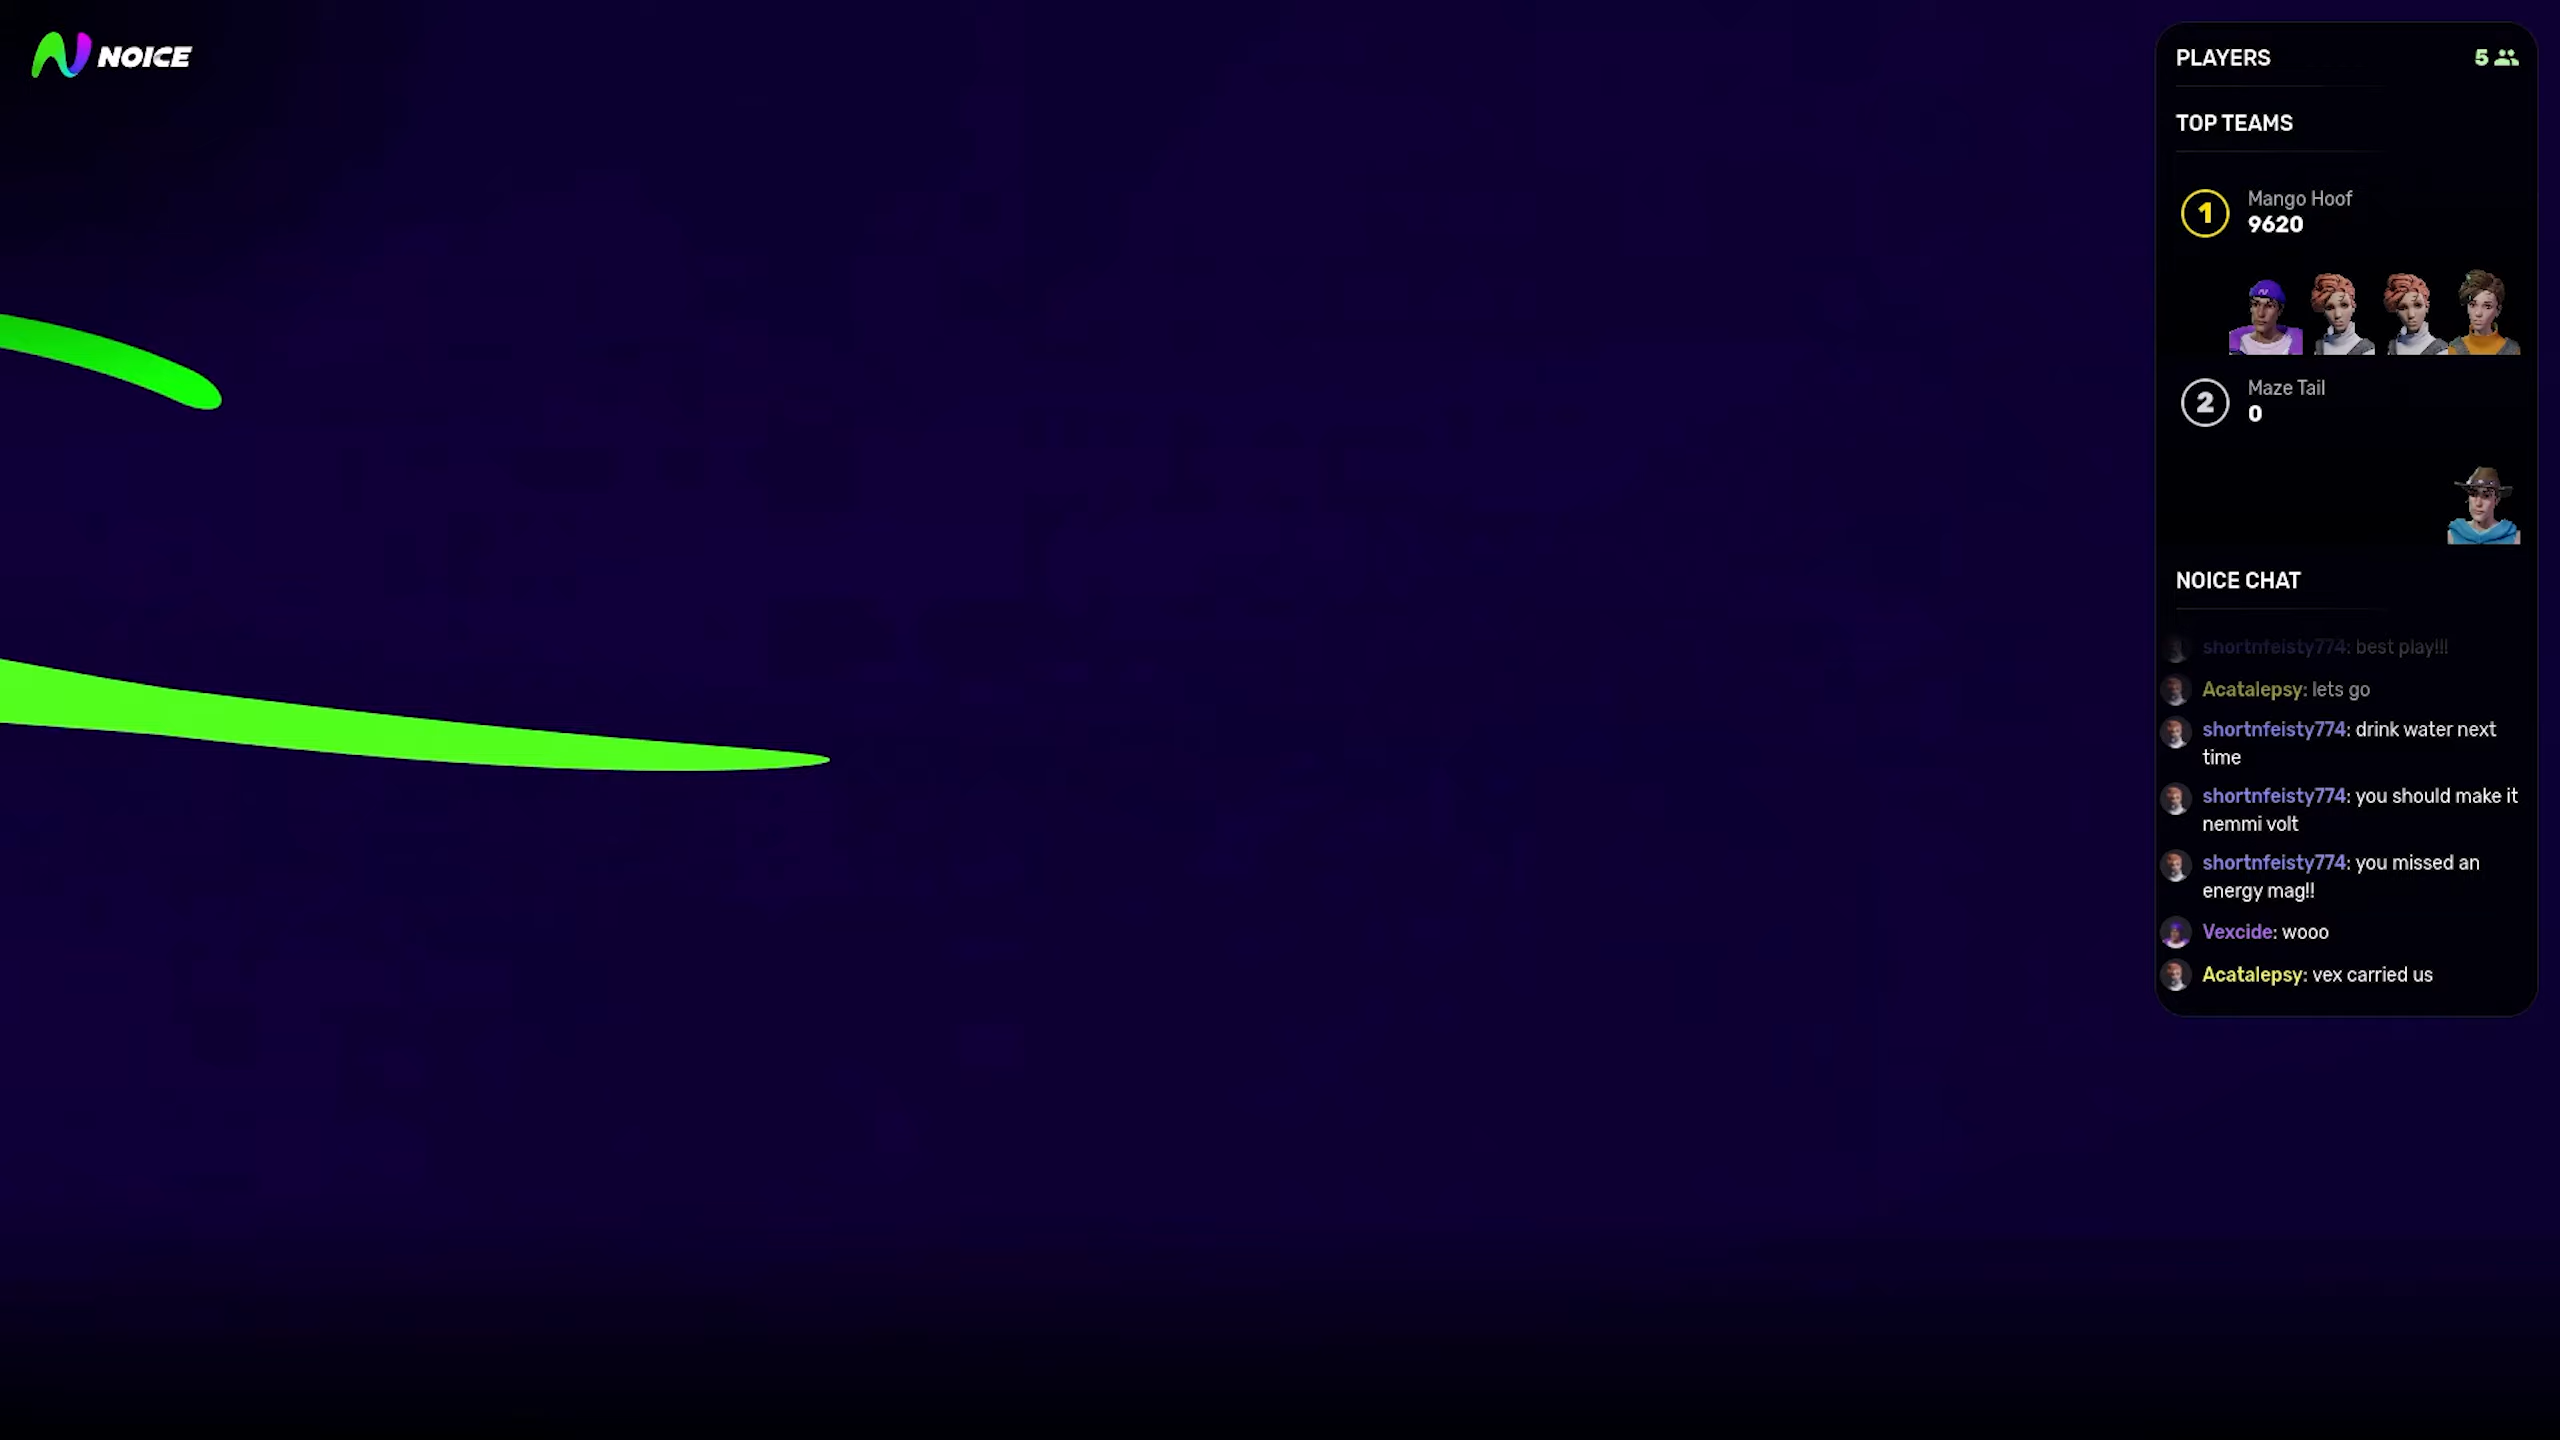 NOICE
PLAYERS
5
TOP TEAMS
1
Mango Hoof
9620
2
Maze Tail
0
NOICE CHAT
shortnfeisty774: best play!!!
Acatalepsy: lets go
shortnfeisty774: drink water next
time
shortnfeisty774: you should make it
nemmi volt
shortnfeisty774: you missed an
energy mag!!
Vexcide: wooo
Acatalepsy: vex carried us